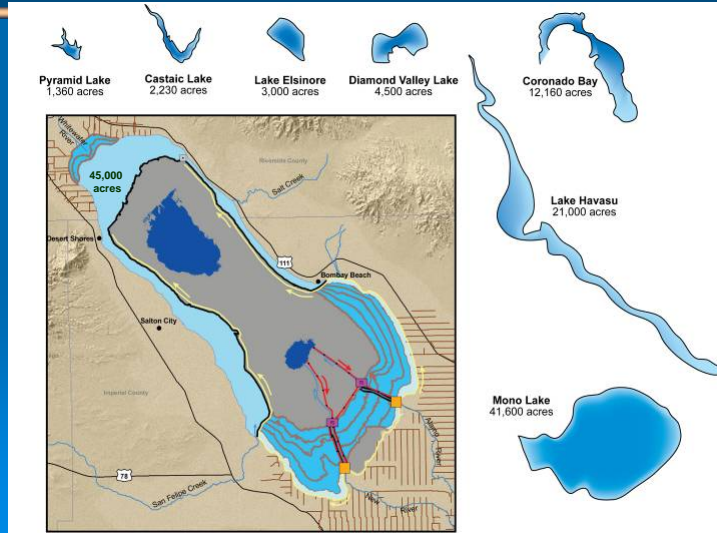 Pyramid Lake
1,360 acres
Castaic Lake
2,230 acres
Lake Elsinore
3,000 acres
Diamond Valley Lake
4,500 acres
Coronado Bay
12,160 acres
Lake Havasu
21,000 acres
Mono Lake
41,600 acres
Whitewater
River
45,000
acres
Riverside County
Salt Creek
Desert Shores
111
Bombay Beach
Salton City
Imperial County
78
San Felipe Creek
Alamo
River
New
River